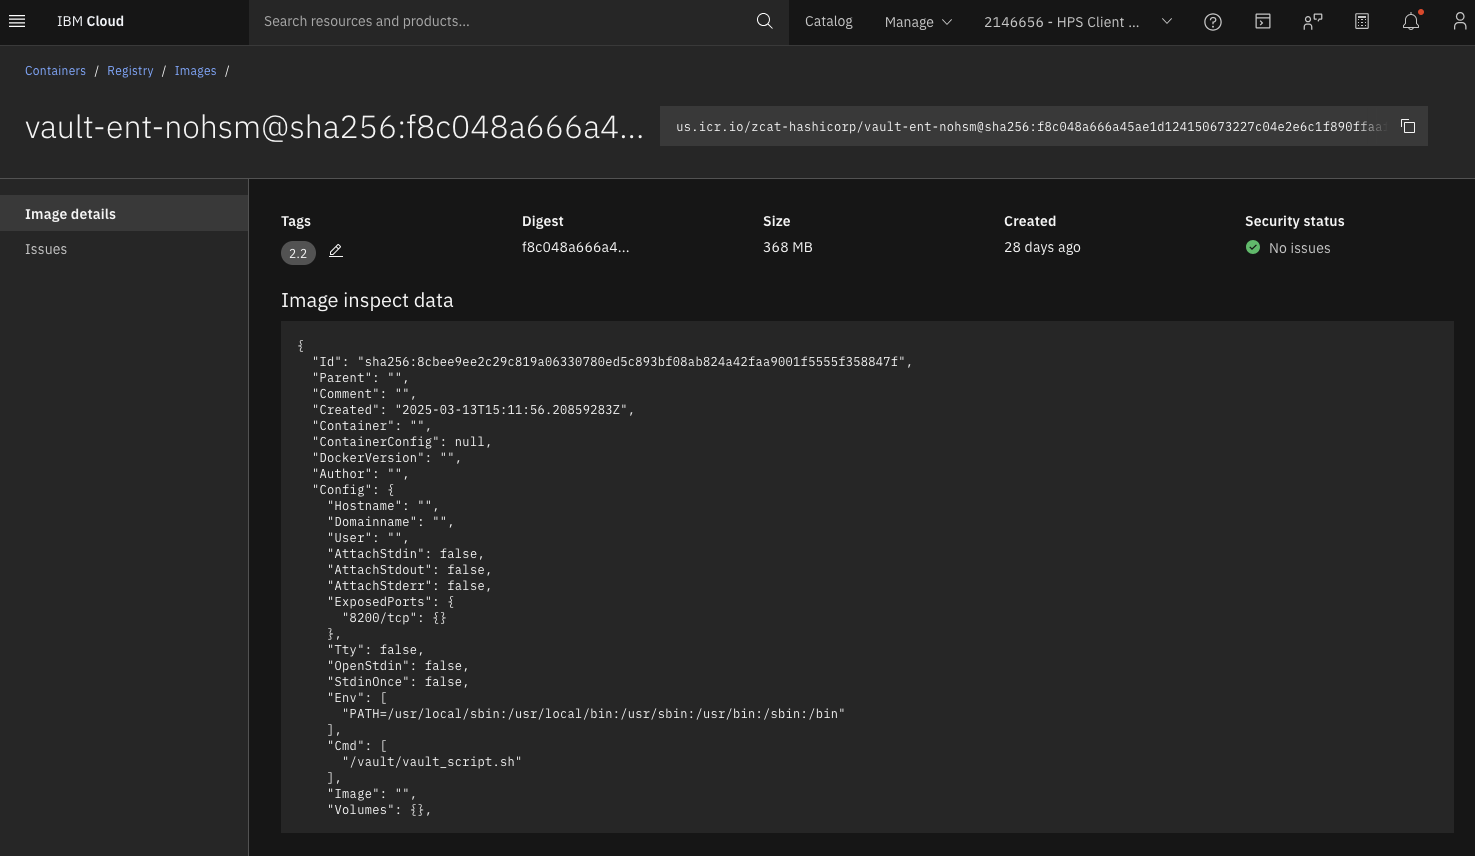 IBM Cloud
Search resources and products...
Catalog
Manage
2146656 - HPS Client ...
Containers / Registry / Images /
vault-ent-nohsm@sha256:f8c048a666a4...
us.icr.io/zcat-hashicorp/vault-ent-nohsm@sha256:f8c048a666a45ae1d124150673227c04e2e6c1f890ffaa
Image details
Issues
Tags
2.2
Digest
f8c048a666a4...
Size
368 MB
Created
28 days ago
Security status
No issues
Image inspect data
{
"Id": "sha256:8cbee9ee2c29c819a06330780ed5c893bf08ab824a42faa9001f5555f358847f",
"Parent": "",
"Comment": "",
"Created": "2025-03-13T15:11:56.20859283Z",
"Container": "",
"ContainerConfig": null,
"DockerVersion": "",
"Author": "",
"Config": {
"Hostname": "",
"Domainname": "",
"User": "",
"AttachStdin": false,
"AttachStdout": false,
"AttachStderr": false,
"ExposedPorts": {
"8200/tcp": {}
},
"Tty": false,
"OpenStdin": false,
"StdinOnce": false,
"Env": [
"PATH=/usr/local/sbin:/usr/local/bin:/usr/sbin:/usr/bin:/sbin:/bin"
],
"Cmd": [
"/vault/vault_script.sh"
],
"Image": "",
"Volumes": {},